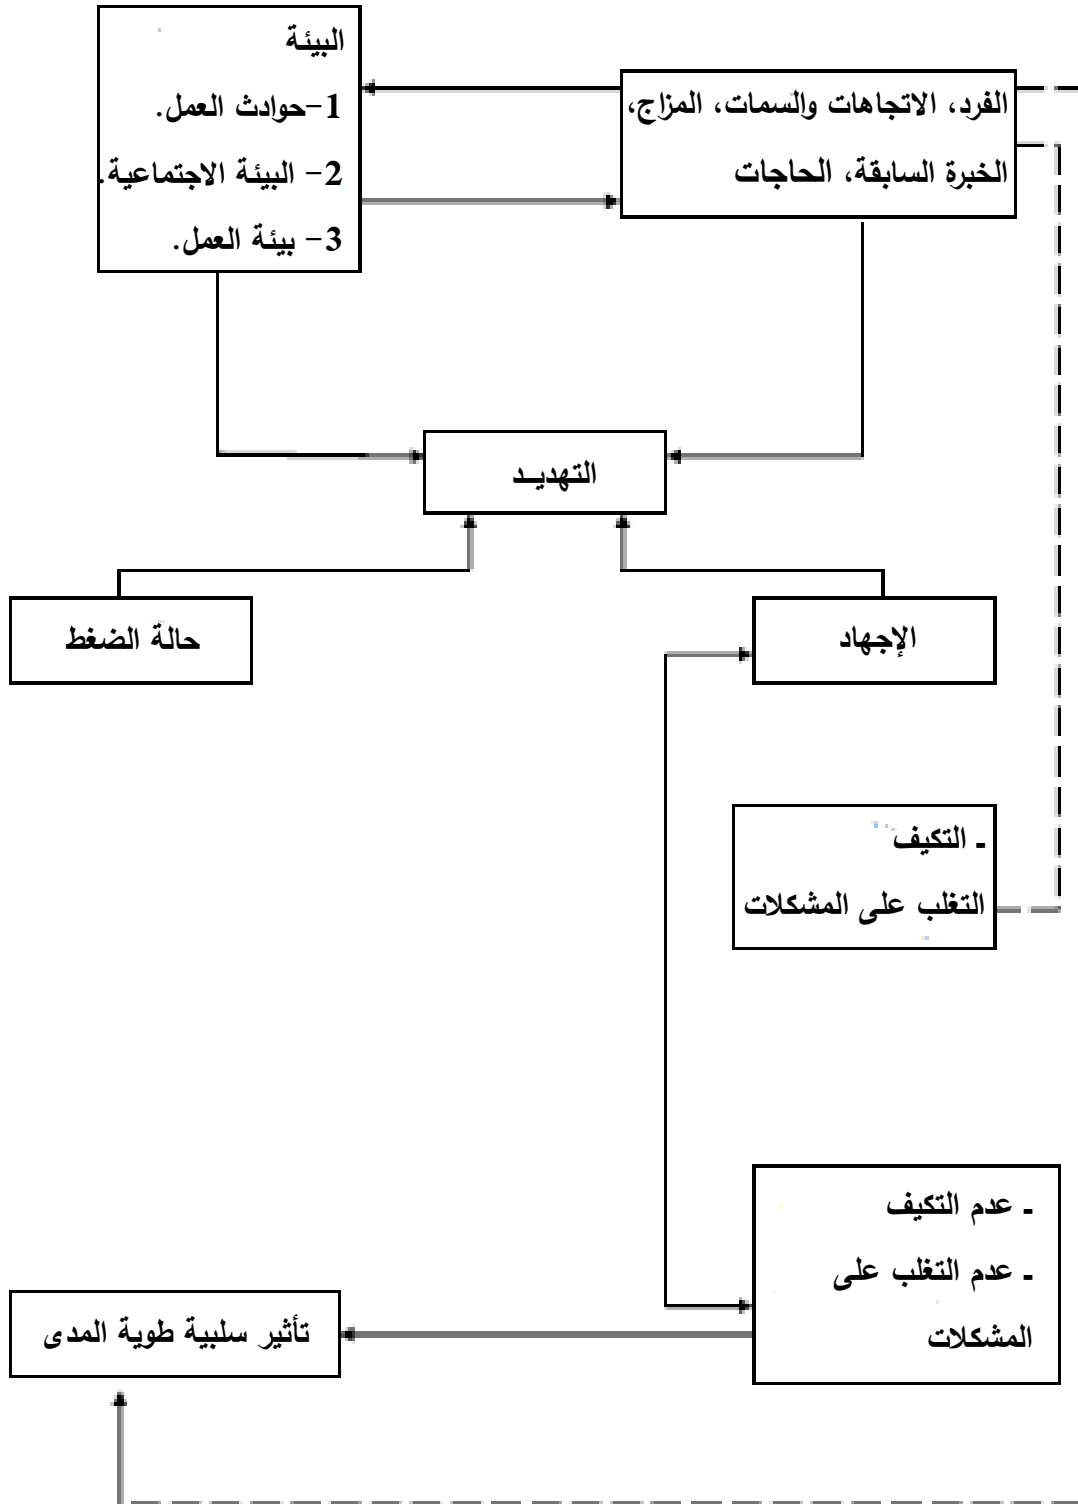 البيئة
1-حوادث العمل.
2- البيئة الاجتماعية.
3- بيئة العمل.
الفرد، الاتجاهات والسمات، المزاج،
الخبرة السابقة، الحاجات
التهديــد
حالة الضغط
الإجهاد
ـ التكيف
التغلب على المشكلات
ـ عدم التكيف
ـ عدم التغلب على
المشكلات
تأثير سلبية طوية المدى